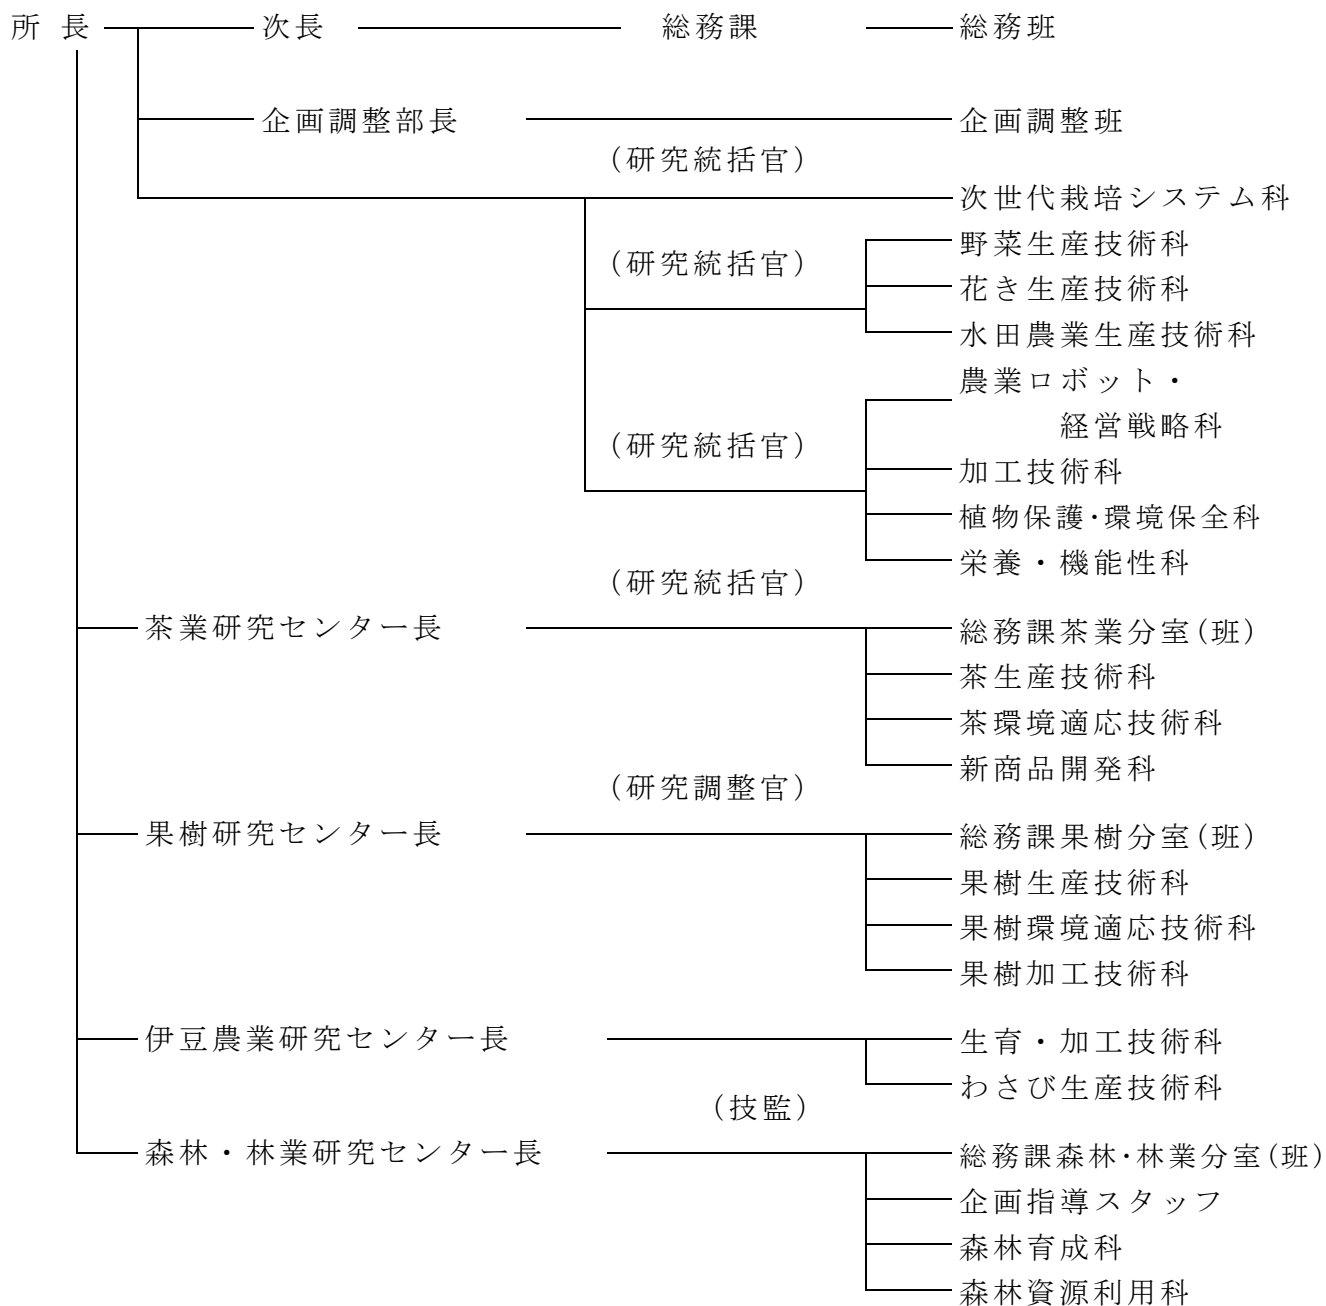 所 長 次長 総務課 総務班
企画調整部長 企画調整班
(研究統括官)
次世代栽培システム科
野菜生産技術科
(研究統括官)
花き生産技術科
水田農業生産技術科
農業ロボット・
経営戦略科
(研究統括官)
加工技術科
植物保護・環境保全科
栄養・機能性科
(研究統括官)
茶業研究センター長 総務課茶業分室(班)
茶生産技術科
茶環境適応技術科
新商品開発科
(研究調整官)
果樹研究センター長 総務課果樹分室(班)
果樹生産技術科
果樹環境適応技術科
果樹加工技術科
伊豆農業研究センター長 生育・加工技術科
わさび生産技術科
(技監)
森林・林業研究センター長 総務課森林・林業分室(班)
企画指導スタッフ
森林育成科
森林資源利用科